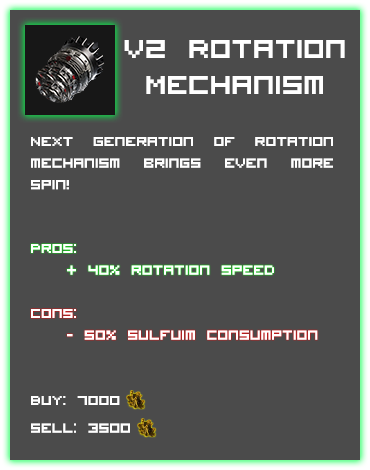 V2 ROTATION
MECHANISM
NEXT GENERATION OF ROTATION
MECHANISM BRINGS EVEN MORE
SPIN!
PROS:
+ 40% ROTATION SPEED
CONS:
- 50% SULFUIM CONSUMPTION
BUY: 7000
SELL: 3500